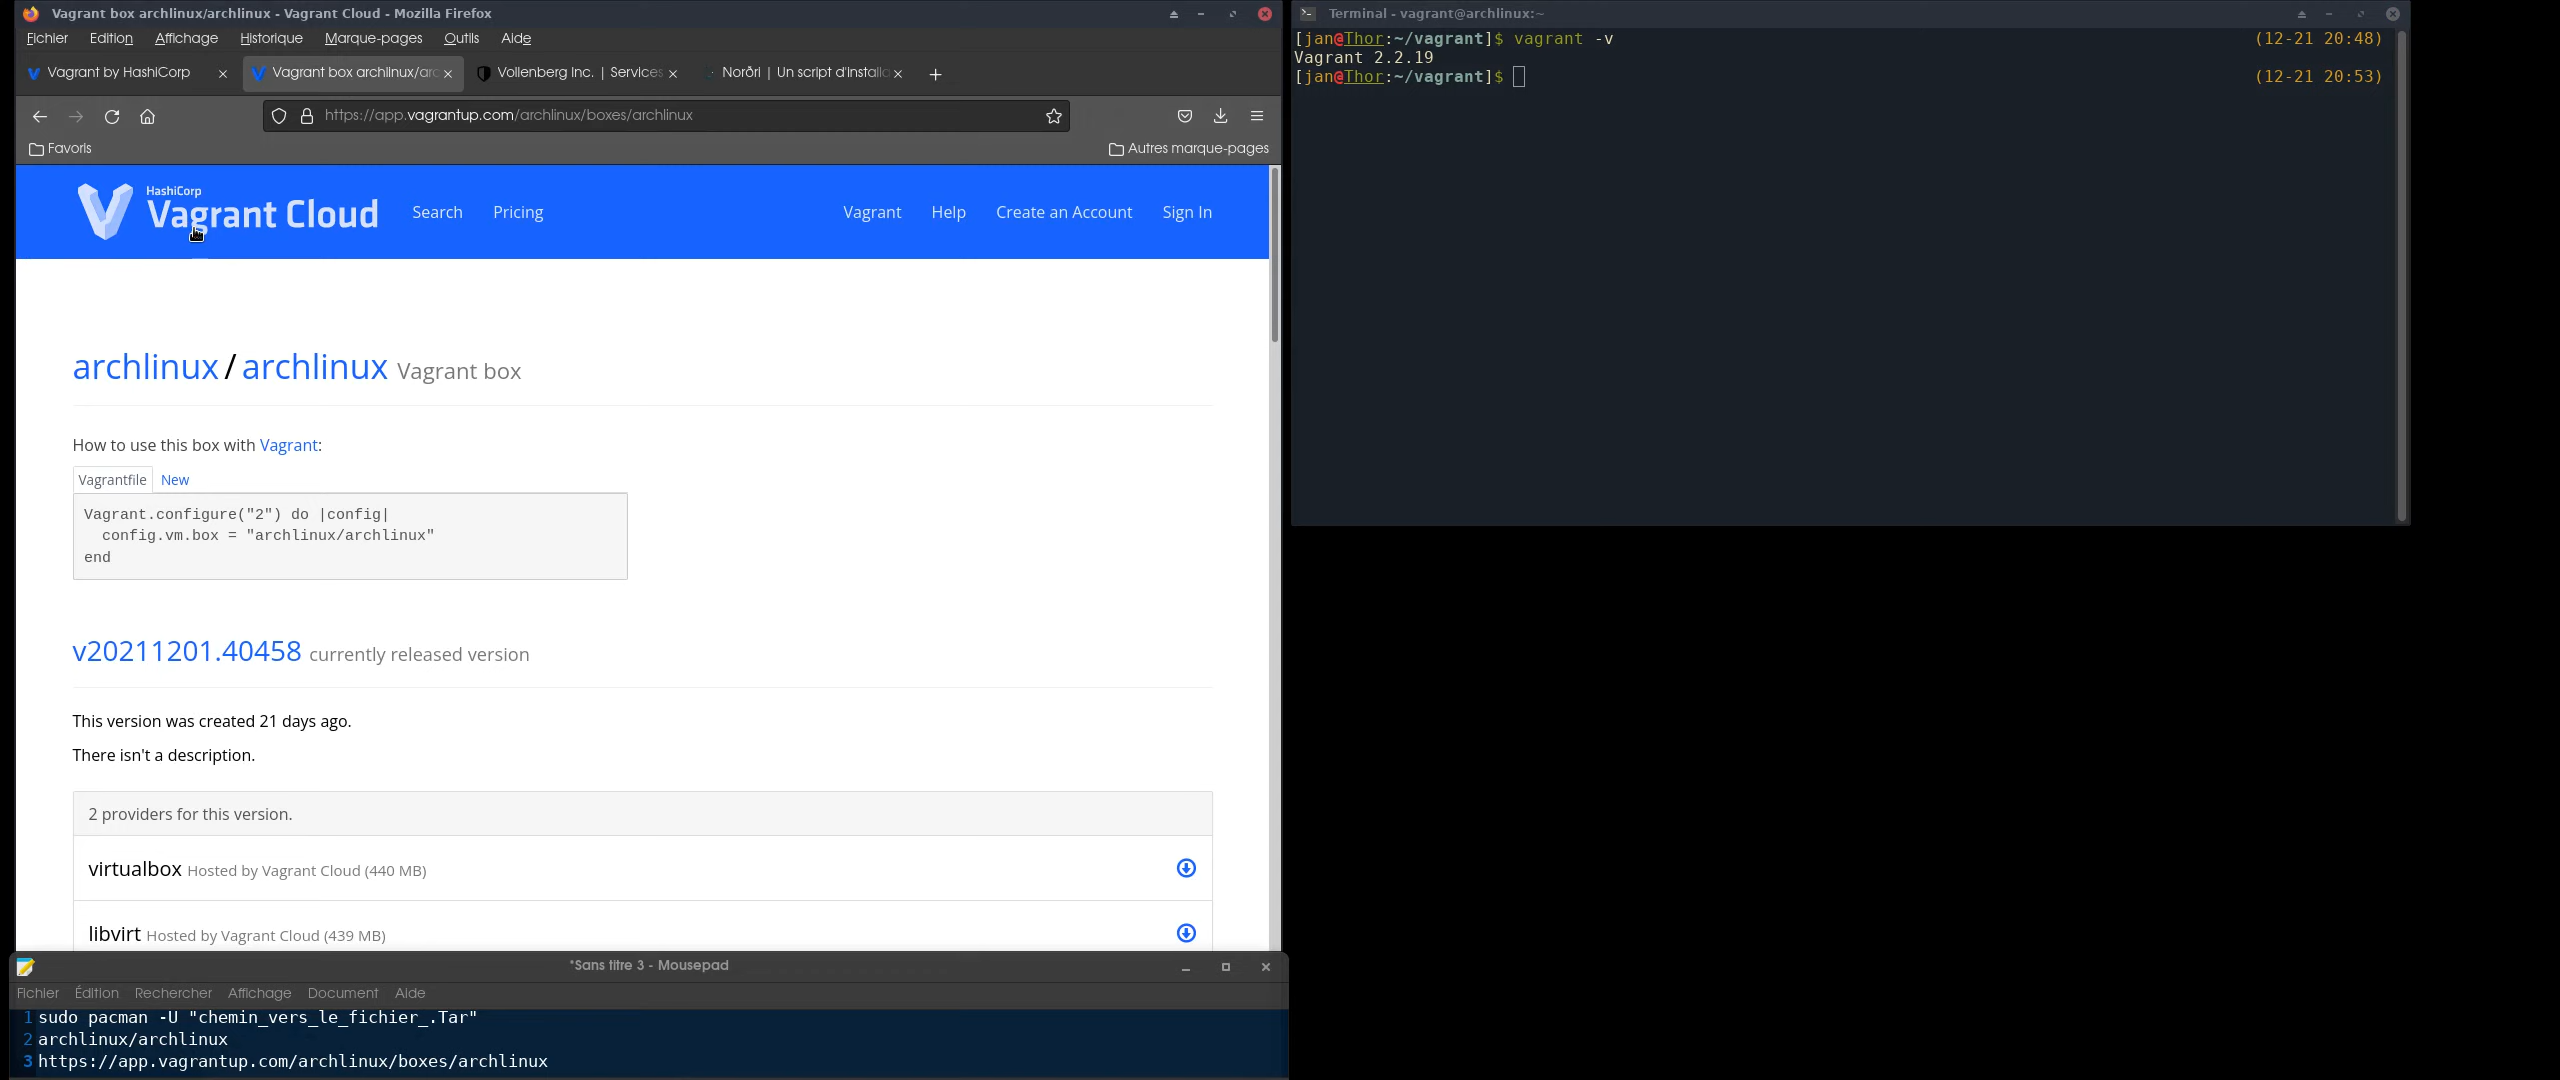 Vagrant box archlinux/archlinux - Vagrant Cloud - Mozilla Firefox
Fichier Edition Affichage Historique Marque-pages Outils Aide
Vagrant by HashiCorp Vagrant box archlinux/arc Vollenberg Inc. | Services Norðri | Un script d'installa
https://app.vagrantup.com/archlinux/boxes/archlinux
Favoris Autres marque-pages
HashiCorp
Vagrant Cloud Search Pricing Vagrant Help Create an Account Sign In
archlinux / archlinux Vagrant box
How to use this box with Vagrant:
Vagrantfile New
Vagrant.configure("2") do |config|
config.vm.box = "archlinux/archlinux"
end
v20211201.40458 currently released version
This version was created 21 days ago.
There isn't a description.
2 providers for this version.
virtualbox Hosted by Vagrant Cloud (440 MB)
libvirt Hosted by Vagrant Cloud (439 MB)
*Sans titre 3 - Mousepad
Fichier Édition Rechercher Affichage Document Aide
1 sudo pacman -U "chemin_vers_le_fichier_.Tar"
2 archlinux/archlinux
3 https://app.vagrantup.com/archlinux/boxes/archlinux
Terminal - vagrant@archlinux:~
[jan@Thor:~/vagrant]$ vagrant -v (12-21 20:48)
Vagrant 2.2.19
[jan@Thor:~/vagrant]$ (12-21 20:53)